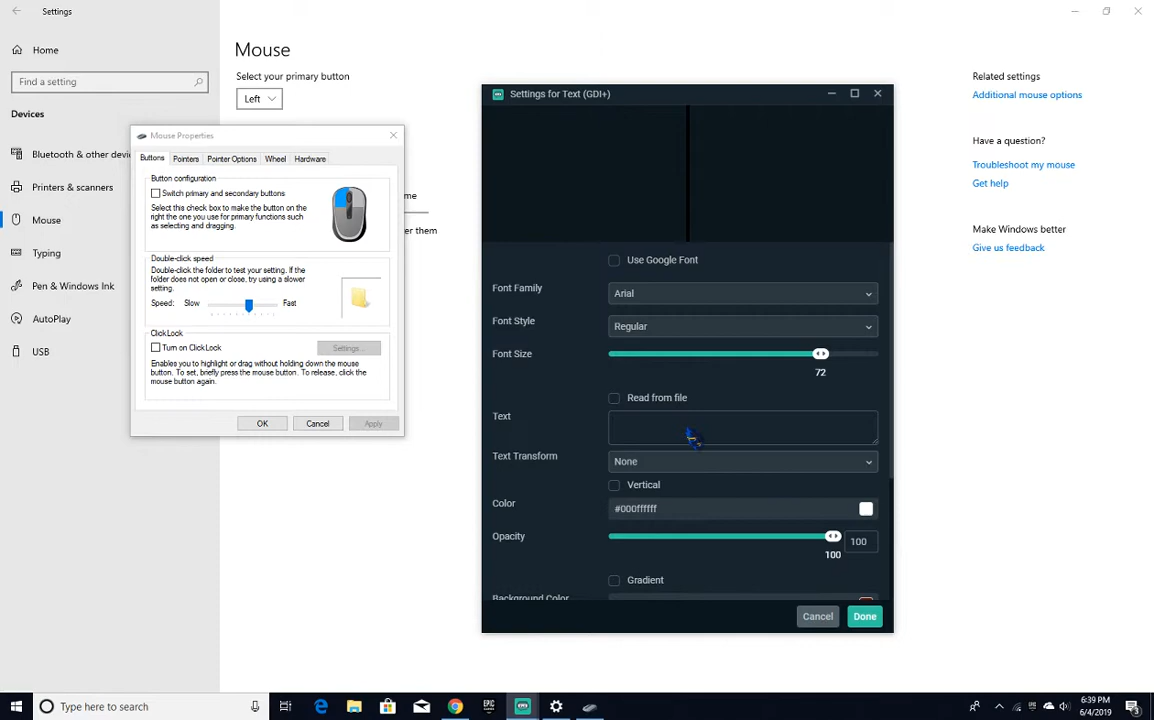 Settings
Home
Find a setting
Devices
Bluetooth & other devi
Printers & scanners
Mouse
Typing
Pen & Windows Ink
AutoPlay
USB
Mouse
Select your primary button
Left
me
er them
Related settings
Additional mouse options
Have a question?
Troubleshoot my mouse
Get help
Make Windows better
Give us feedback
Mouse Properties
Buttons Pointers Pointer Options Wheel Hardware
Button configuration
Switch primary and secondary buttons
Select this check box to make the button on
the right the one you use for primary functions such
as selecting and dragging.
Double-click speed
Double-click the folder to test your setting. If the
folder does not open or close, try using a slower
setting.
Speed: Slow Fast
ClickLock
Turn on ClickLock
Settings...
Enables you to highlight or drag without holding down the mouse
button. To set, briefly press the mouse button. To release, click the
mouse button again.
OK Cancel Apply
Settings for Text (GDI+)
Use Google Font
Font Family Arial
Font Style Regular
Font Size
72
Read from file
Text
Text Transform None
Vertical
Color #000ffffff
Opacity 100
100
Gradient
Background Color
Cancel Done
Type here to search
EPIC
GAMES
6:39 PM
6/4/2019
3